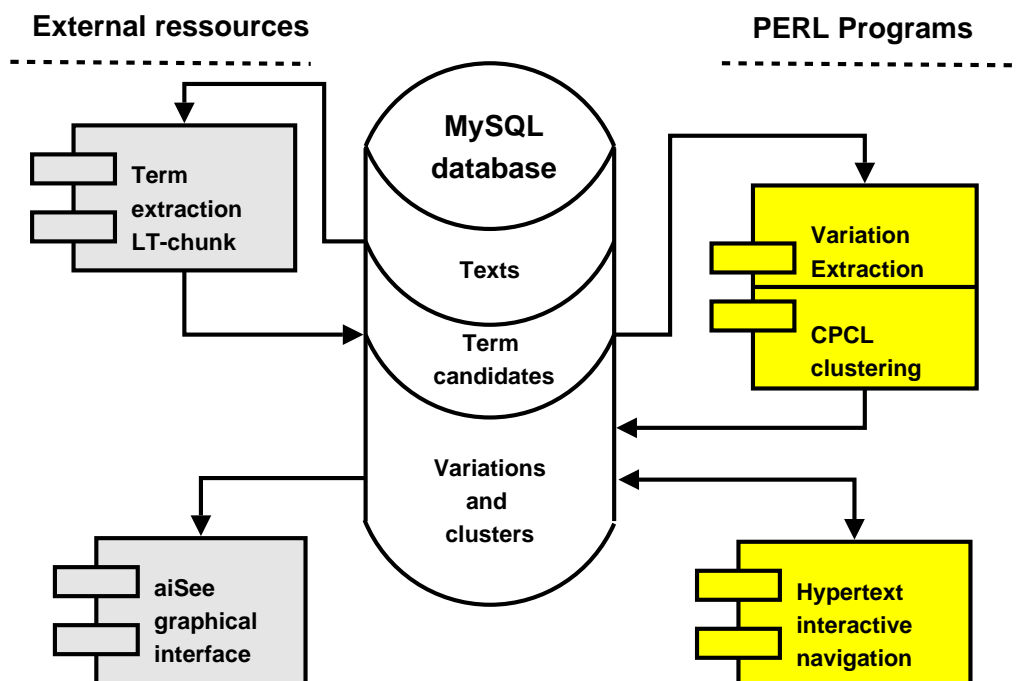 External ressources
PERL Programs
MySQL
database
Term
extraction
LT-chunk
Texts
Term
candidates
Variation
Extraction
CPCL
clustering
Variations
and
clusters
aiSee
graphical
interface
Hypertext
interactive
navigation